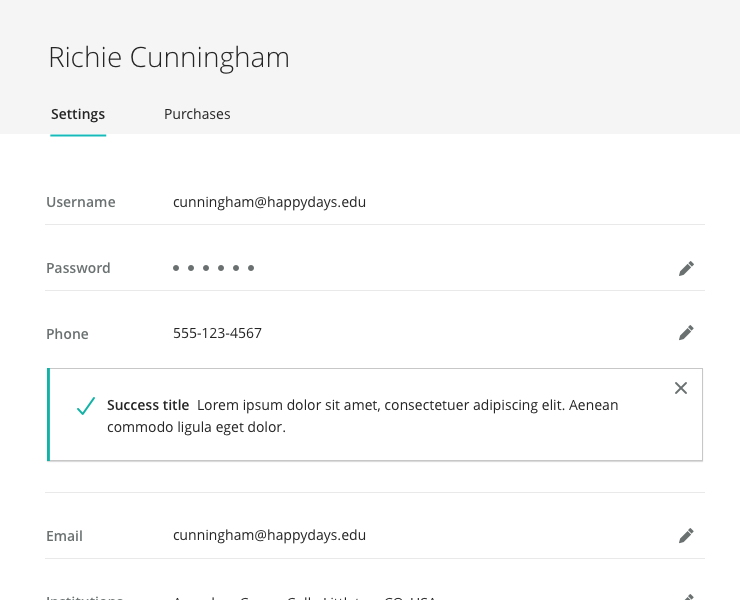 Richie Cunningham
Settings Purchases
Username cunningham@happydays.edu
Password
Phone 555-123-4567
Success title Lorem ipsum dolor sit amet, consectetuer adipiscing elit. Aenean
commodo ligula eget dolor.
Email cunningham@happydays.edu
Institutions